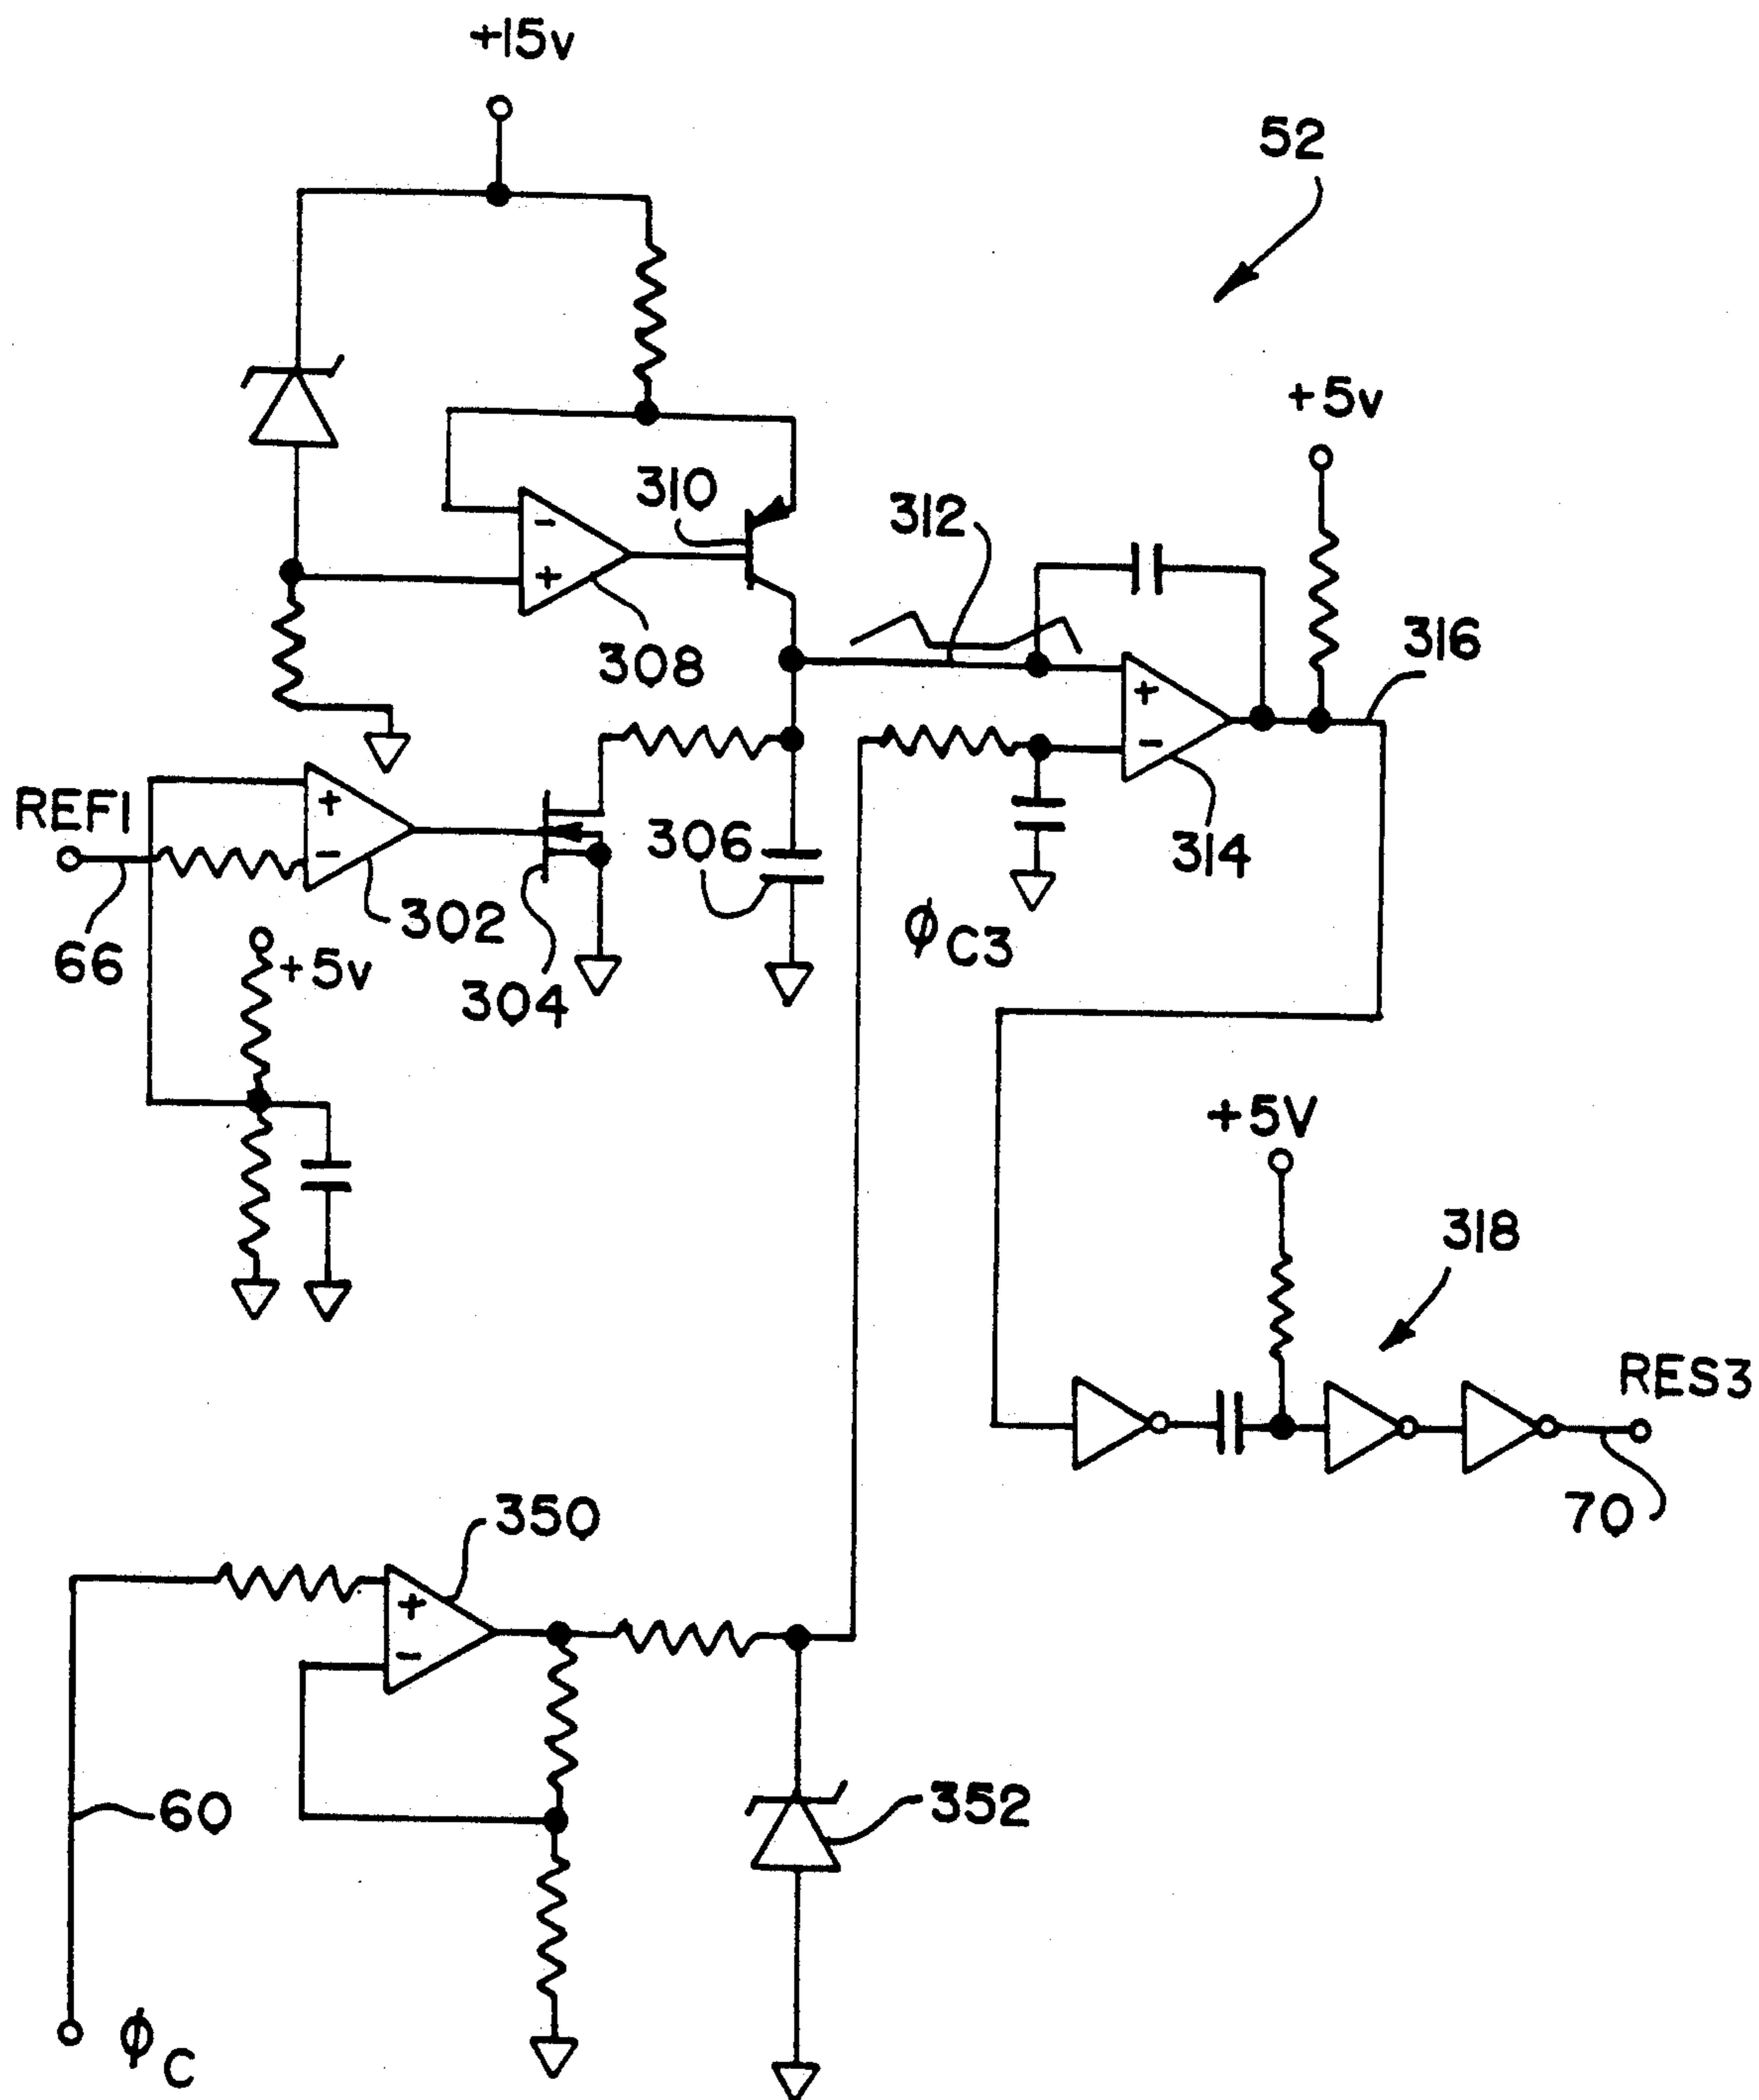 +15v
52
+5v
310
312
-
+
308
316
+
-
314
REF1
+
-
66
302
+5v
304
306
ϕC3
+5V
318
RES3
70
350
+
-
60
352
ϕC